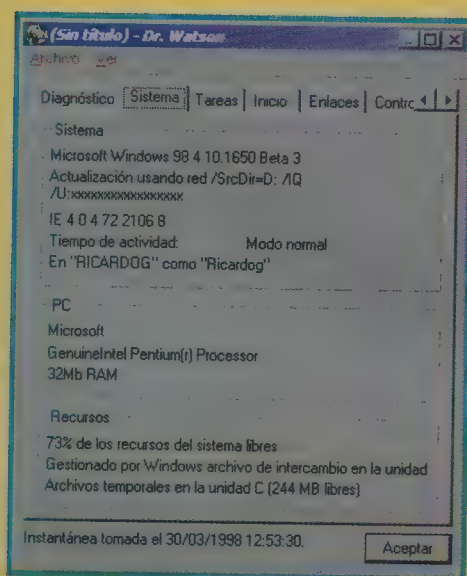 (Sin título) - Dr. Watson
Archivo Ver
Diagnóstico Sistema Tareas Inicio Enlaces Contrc
Sistema
Microsoft Windows 98 4 10.1650 Beta 3
Actualización usando red /SrcDir=D: /IQ
/U:xxxxxxxxxxxxxxxxx
IE 4 0 4 72 2106 8
Tiempo de actividad: Modo normal
En "RICARDOG" como "Ricardog"
PC
Microsoft
GenuineIntel Pentium(r) Processor
32Mb RAM
Recursos
73% de los recursos del sistema libres
Gestionado por Windows archivo de intercambio en la unidad
Archivos temporales en la unidad C (244 MB libres)
Instantánea tomada el 30/03/1998 12:53:30.
Aceptar